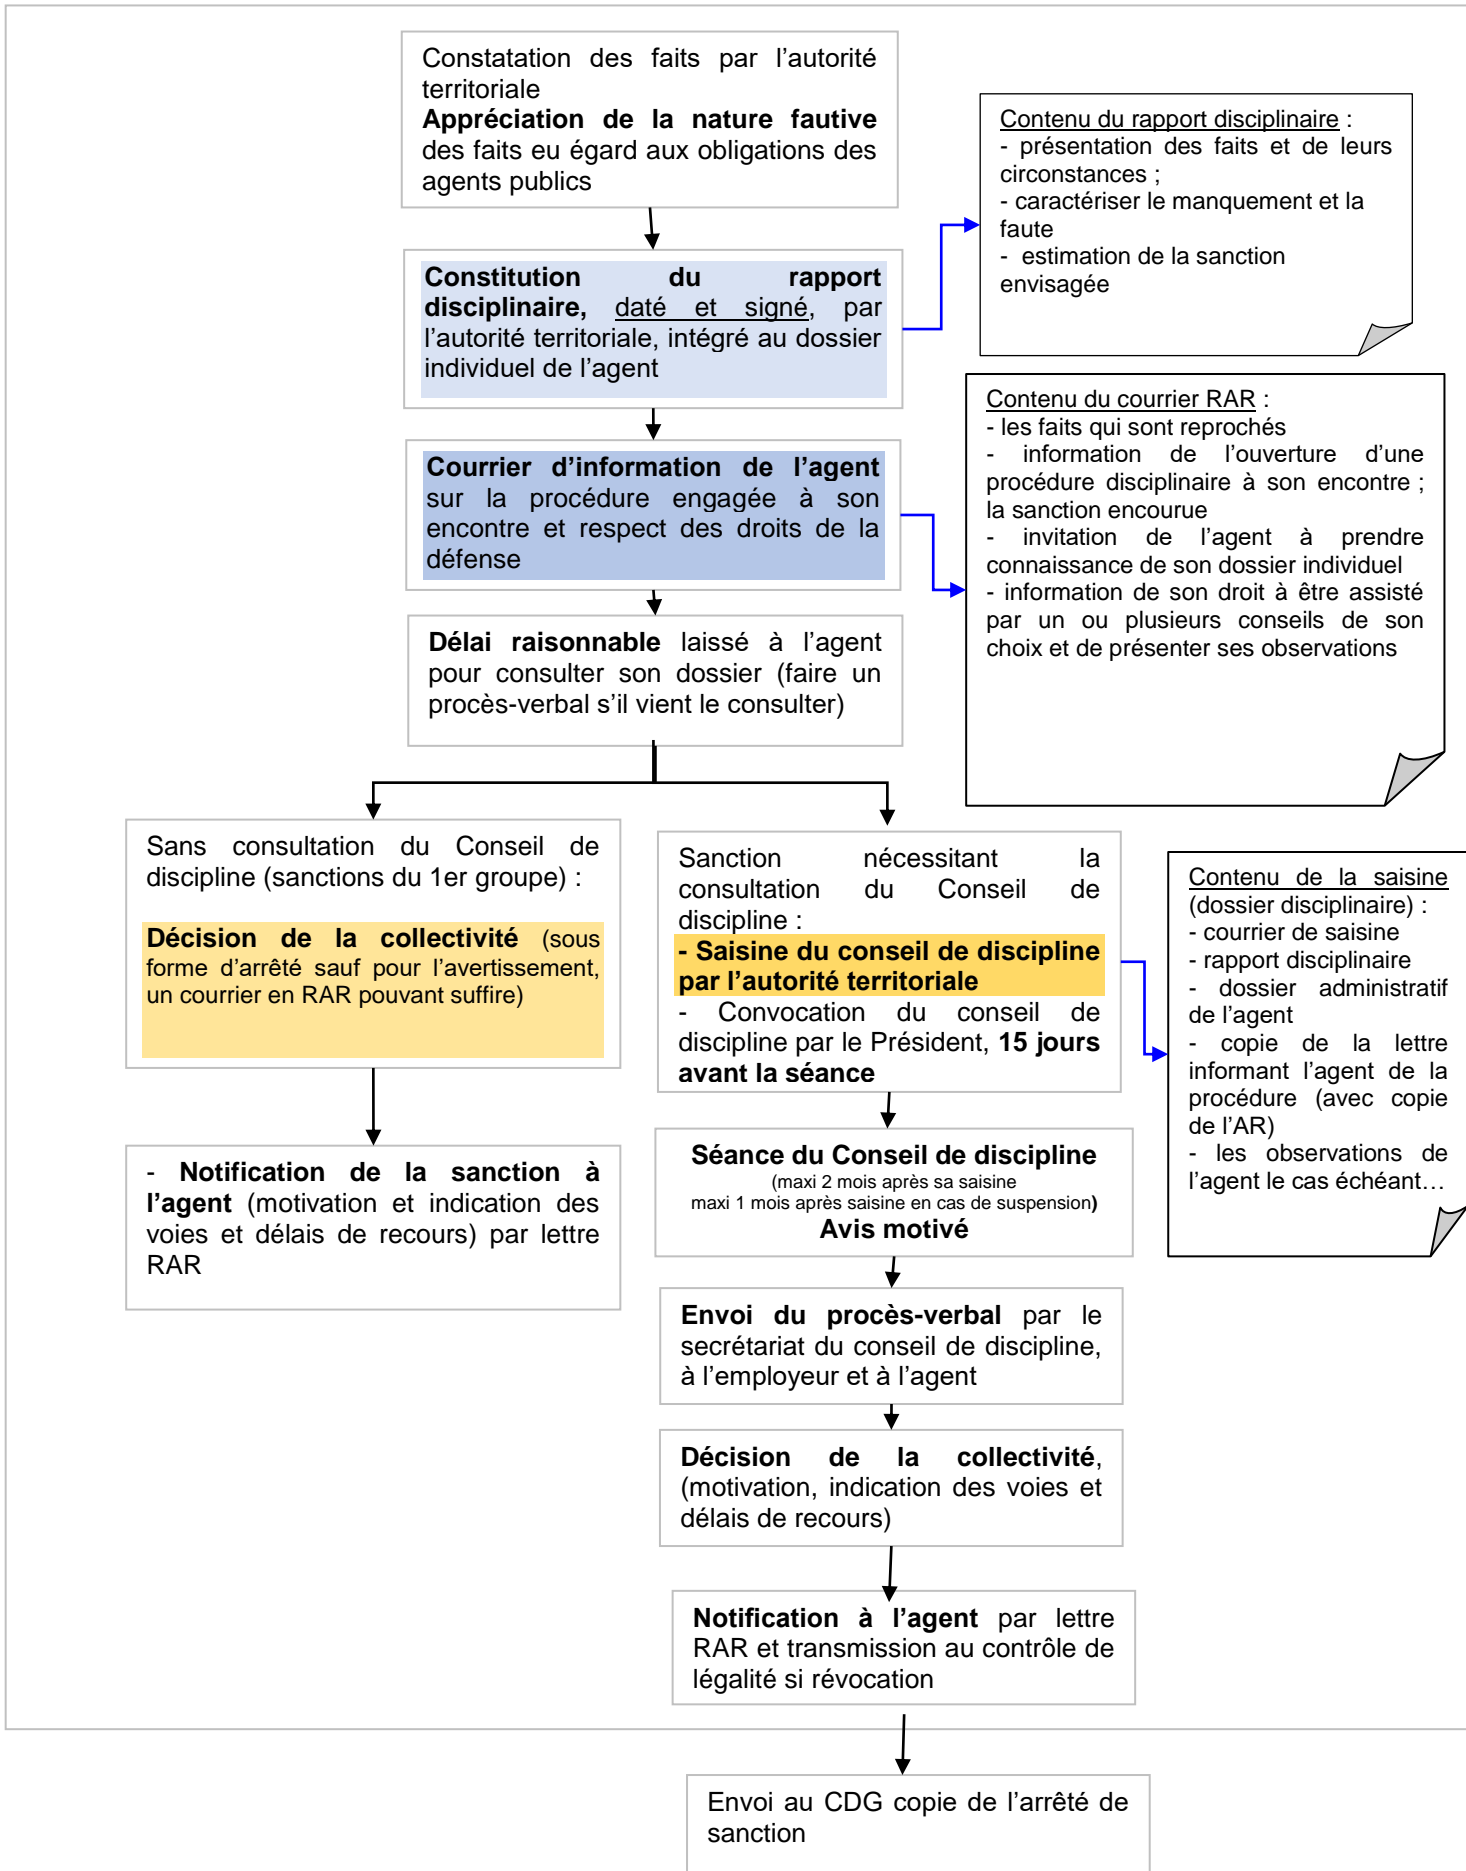 Constatation des faits par l'autorité
territoriale
Appréciation de la nature fautive
des faits eu égard aux obligations des
agents publics
Contenu du rapport disciplinaire :
- présentation des faits et de leurs
circonstances ;
- caractériser le manquement et la
faute
- estimation de la sanction
envisagée
Constitution du rapport
disciplinaire, daté et signé, par
l'autorité territoriale, intégré au dossier
individuel de l'agent
Contenu du courrier RAR :
- les faits qui sont reprochés
- information de l'ouverture d'une
procédure disciplinaire à son encontre ;
la sanction encourue
- invitation de l'agent à prendre
connaissance de son dossier individuel
- information de son droit à être assisté
par un ou plusieurs conseils de son
choix et de présenter ses observations
Courrier d'information de l'agent
sur la procédure engagée à son
encontre et respect des droits de la
défense
Délai raisonnable laissé à l'agent
pour consulter son dossier (faire un
procès-verbal s'il vient le consulter)
Sans consultation du Conseil de
discipline (sanctions du 1er groupe) :
Décision de la collectivité (sous
forme d'arrêté sauf pour l'avertissement,
un courrier en RAR pouvant suffire)
- Notification de la sanction à
l'agent (motivation et indication des
voies et délais de recours) par lettre
RAR
Sanction nécessitant la
consultation du Conseil de
discipline :
- Saisine du conseil de discipline
par l'autorité territoriale
- Convocation du conseil de
discipline par le Président, 15 jours
avant la séance
Contenu de la saisine
(dossier disciplinaire) :
- courrier de saisine
- rapport disciplinaire
- dossier administratif
de l'agent
- copie de la lettre
informant l'agent de la
procédure (avec copie
de l'AR)
- les observations de
l'agent le cas échéant…
Séance du Conseil de discipline
(maxi 2 mois après sa saisine
maxi 1 mois après saisine en cas de suspension)
Avis motivé
Envoi du procès-verbal par le
secrétariat du conseil de discipline,
à l'employeur et à l'agent
Décision de la collectivité,
(motivation, indication des voies et
délais de recours)
Notification à l'agent par lettre
RAR et transmission au contrôle de
légalité si révocation
Envoi au CDG copie de l'arrêté de
sanction